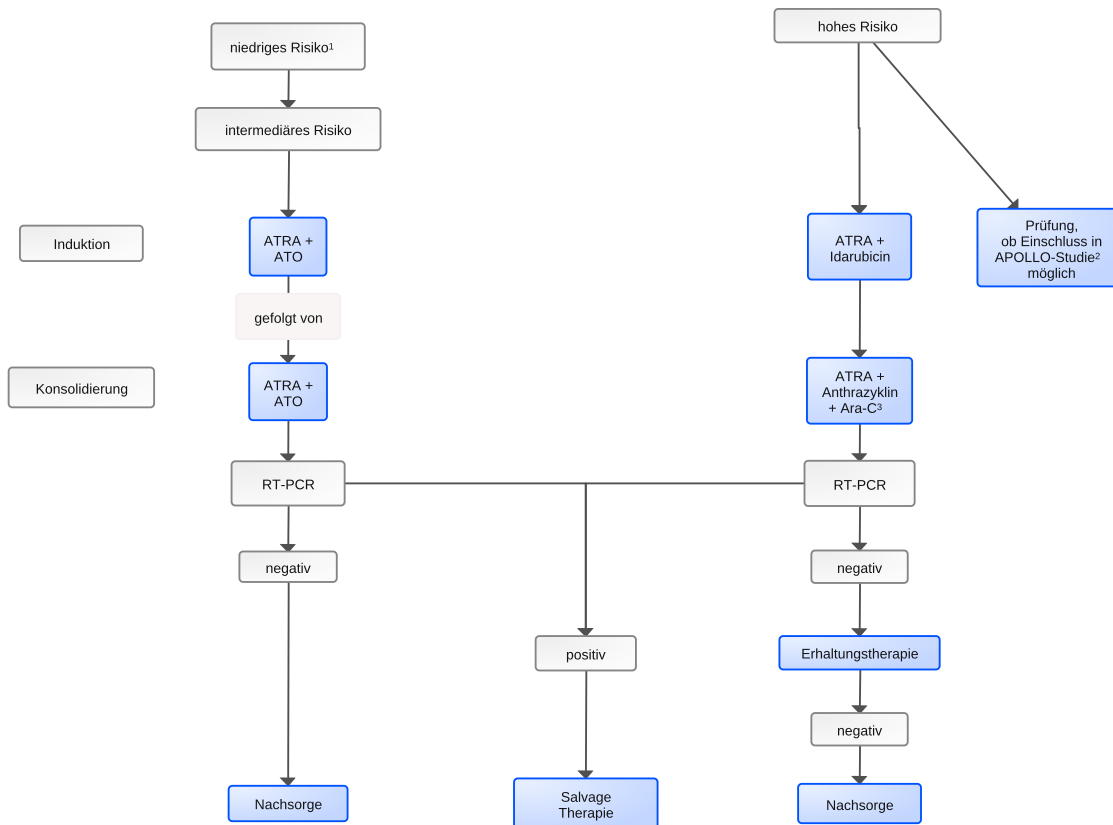 niedriges Risiko¹
hohes Risiko
intermediäres Risiko
Induktion
ATRA +
ATO
ATRA +
Idarubicin
Prüfung,
ob Einschluss in
APOLLO-Studie²
möglich
gefolgt von
Konsolidierung
ATRA +
ATO
ATRA +
Anthrazyklin
+ Ara-C³
RT-PCR
RT-PCR
negativ
negativ
positiv
Erhaltungstherapie
negativ
Nachsorge
Salvage
Therapie
Nachsorge